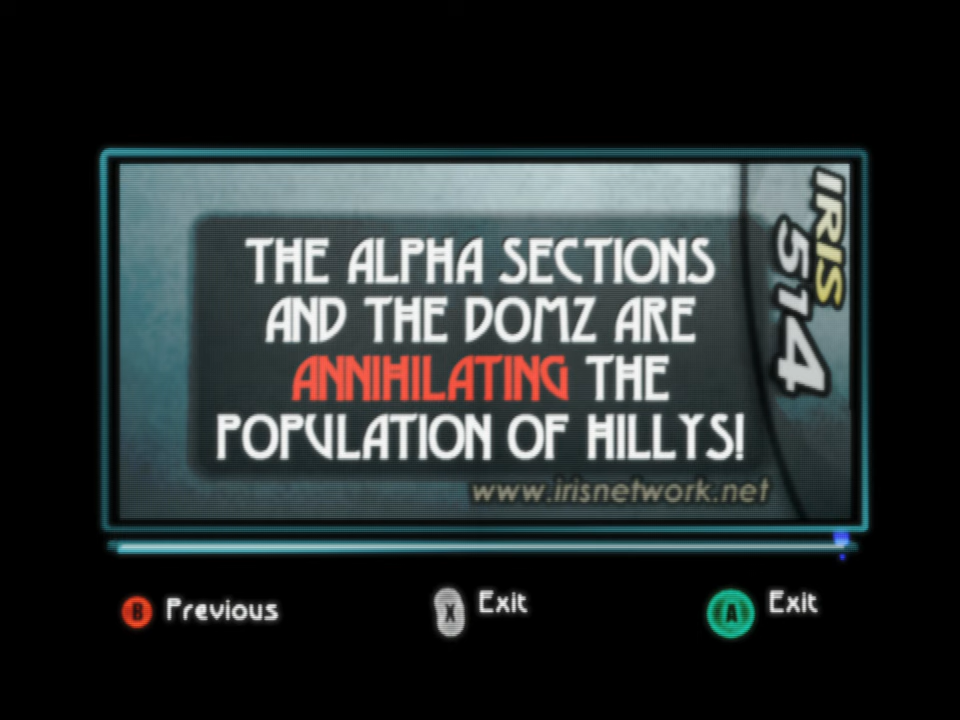 THE ALPHA SECTIONS
AND THE DOMZ ARE
ANNIHILATING THE
POPULATION OF HILLYS!
www.irisnetwork.net
IRIS
514
B Previous
X Exit
A Exit